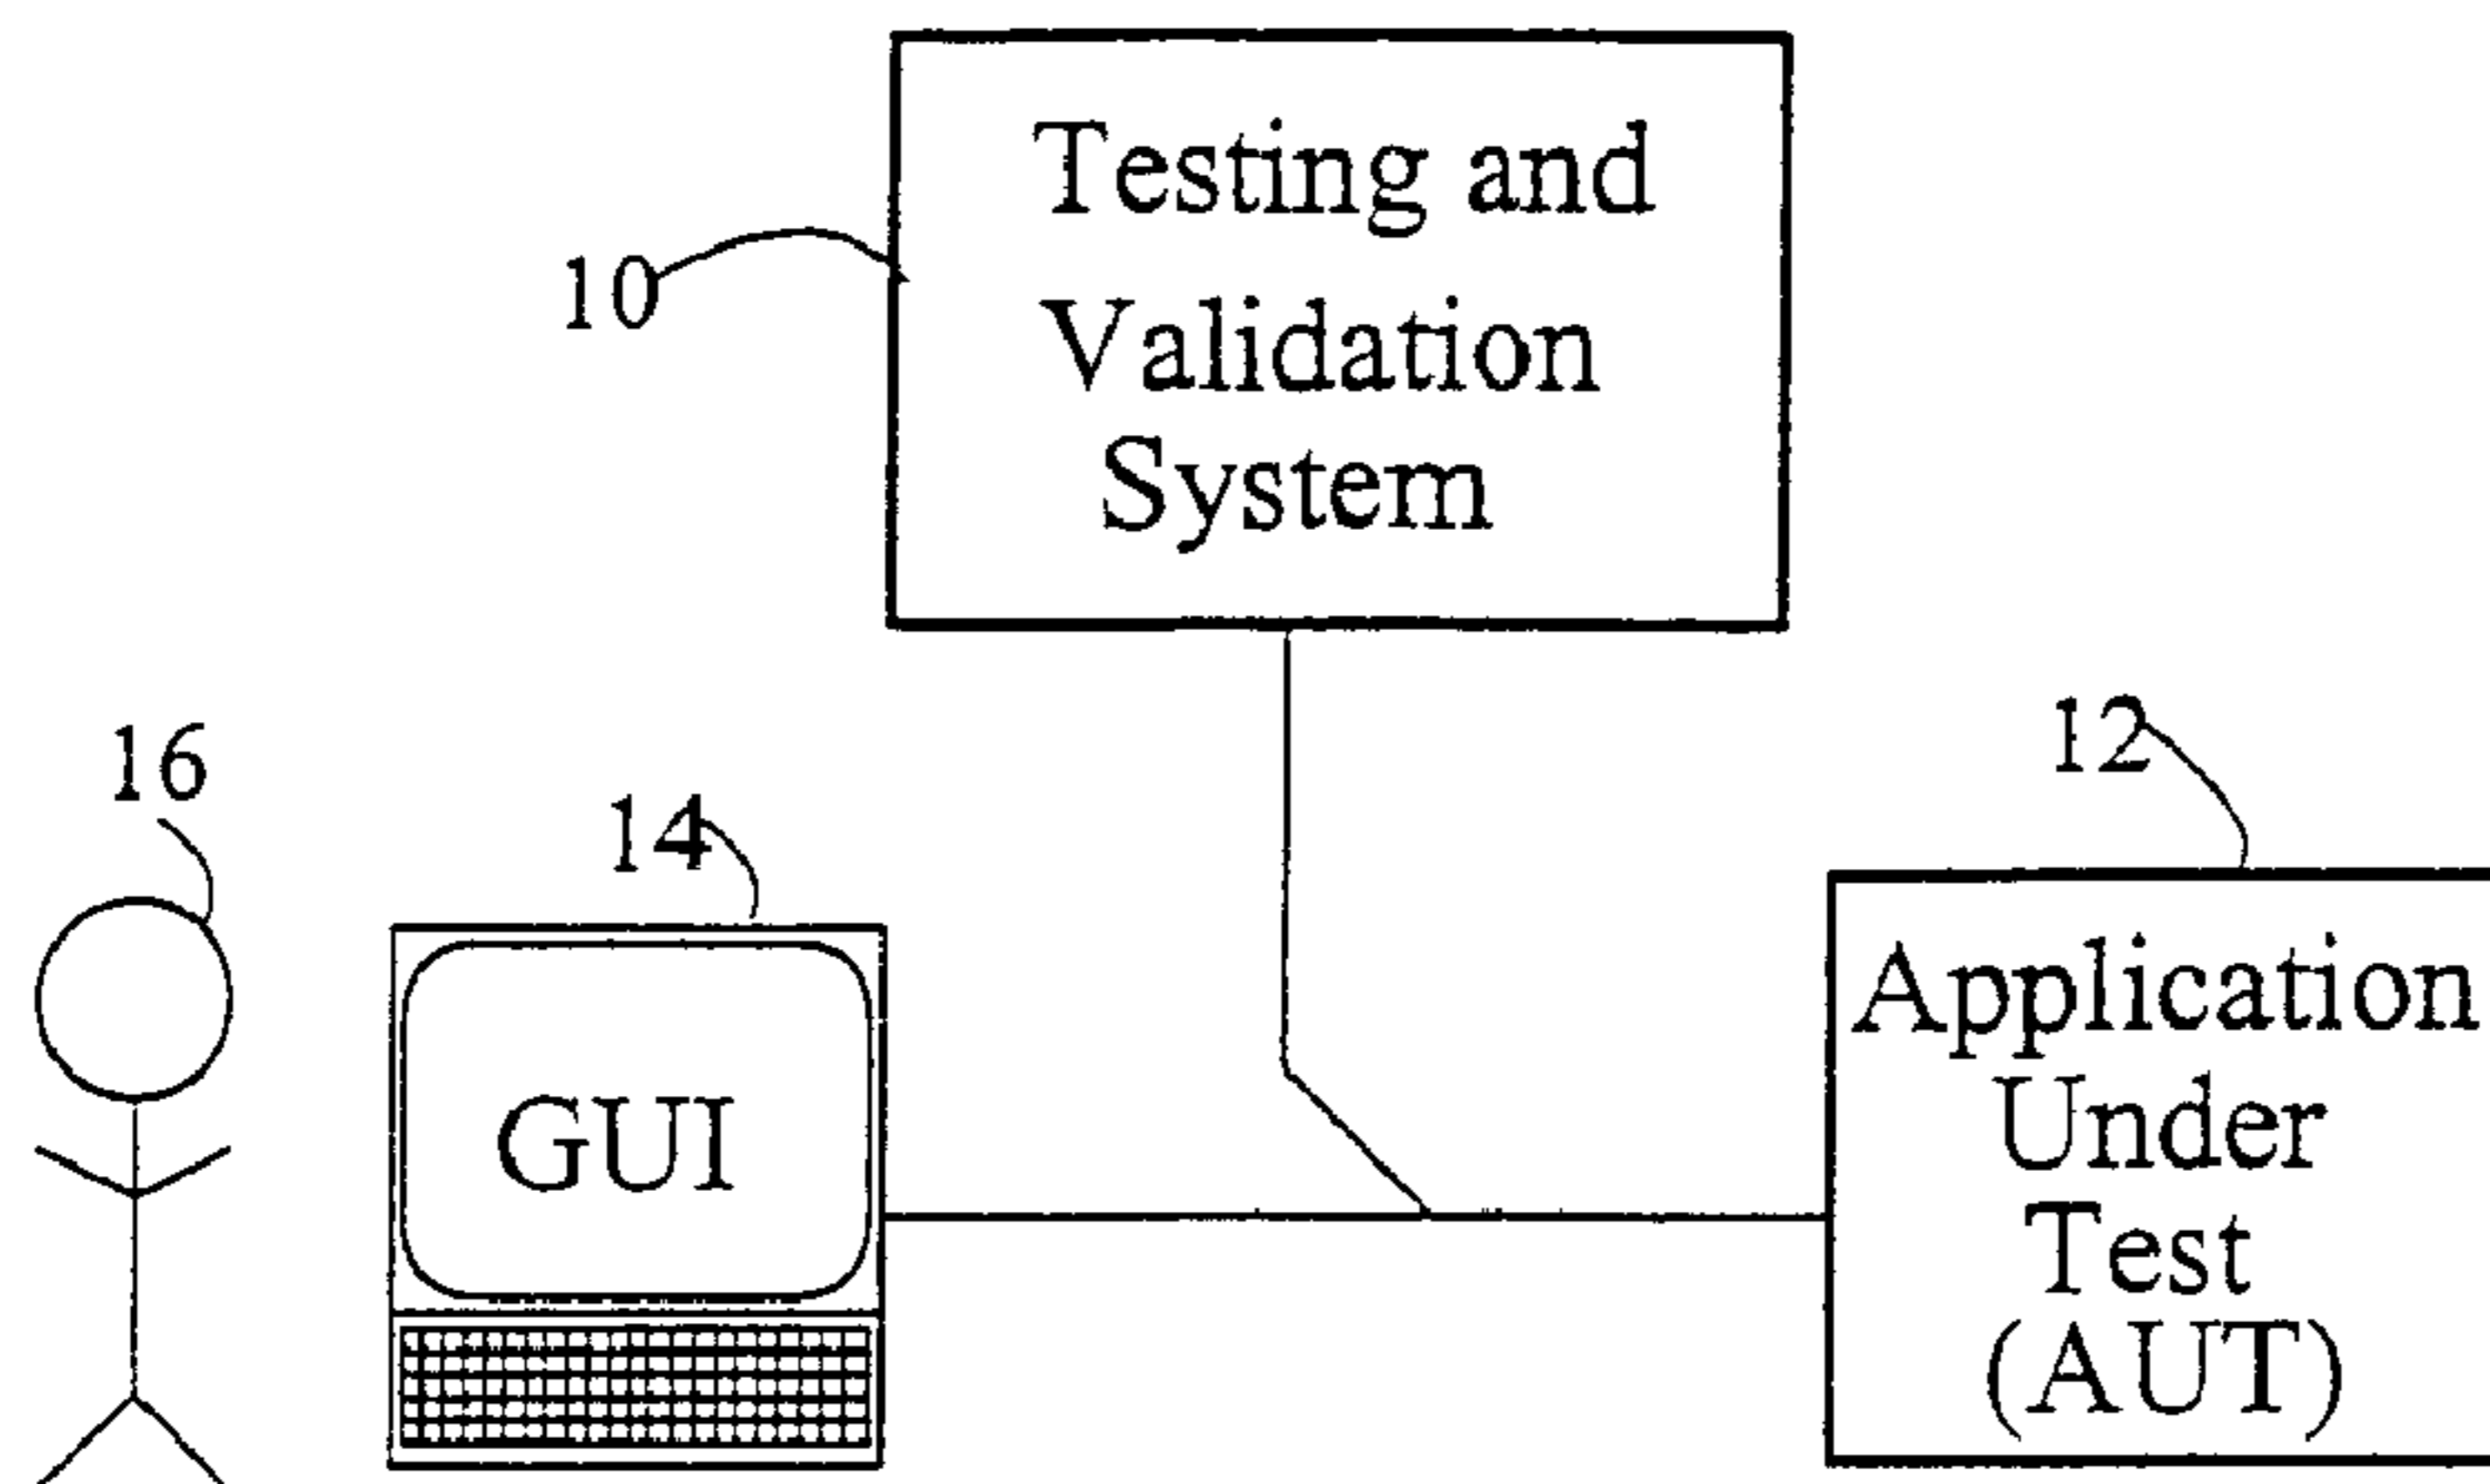 Testing and
Validation
System
10
16
14
12
GUI
Application
Under
Test
(AUT)